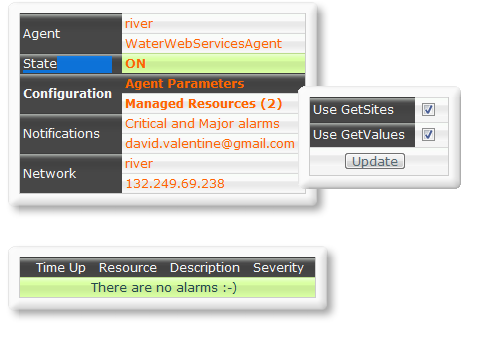 Agent
river
WaterWebServicesAgent
State
ON
Configuration
Agent Parameters
Managed Resources (2)
Notifications
Critical and Major alarms
david.valentine@gmail.com
Network
river
132.249.69.238
Use GetSites
Use GetValues
Update
Time Up Resource Description Severity
There are no alarms :-)